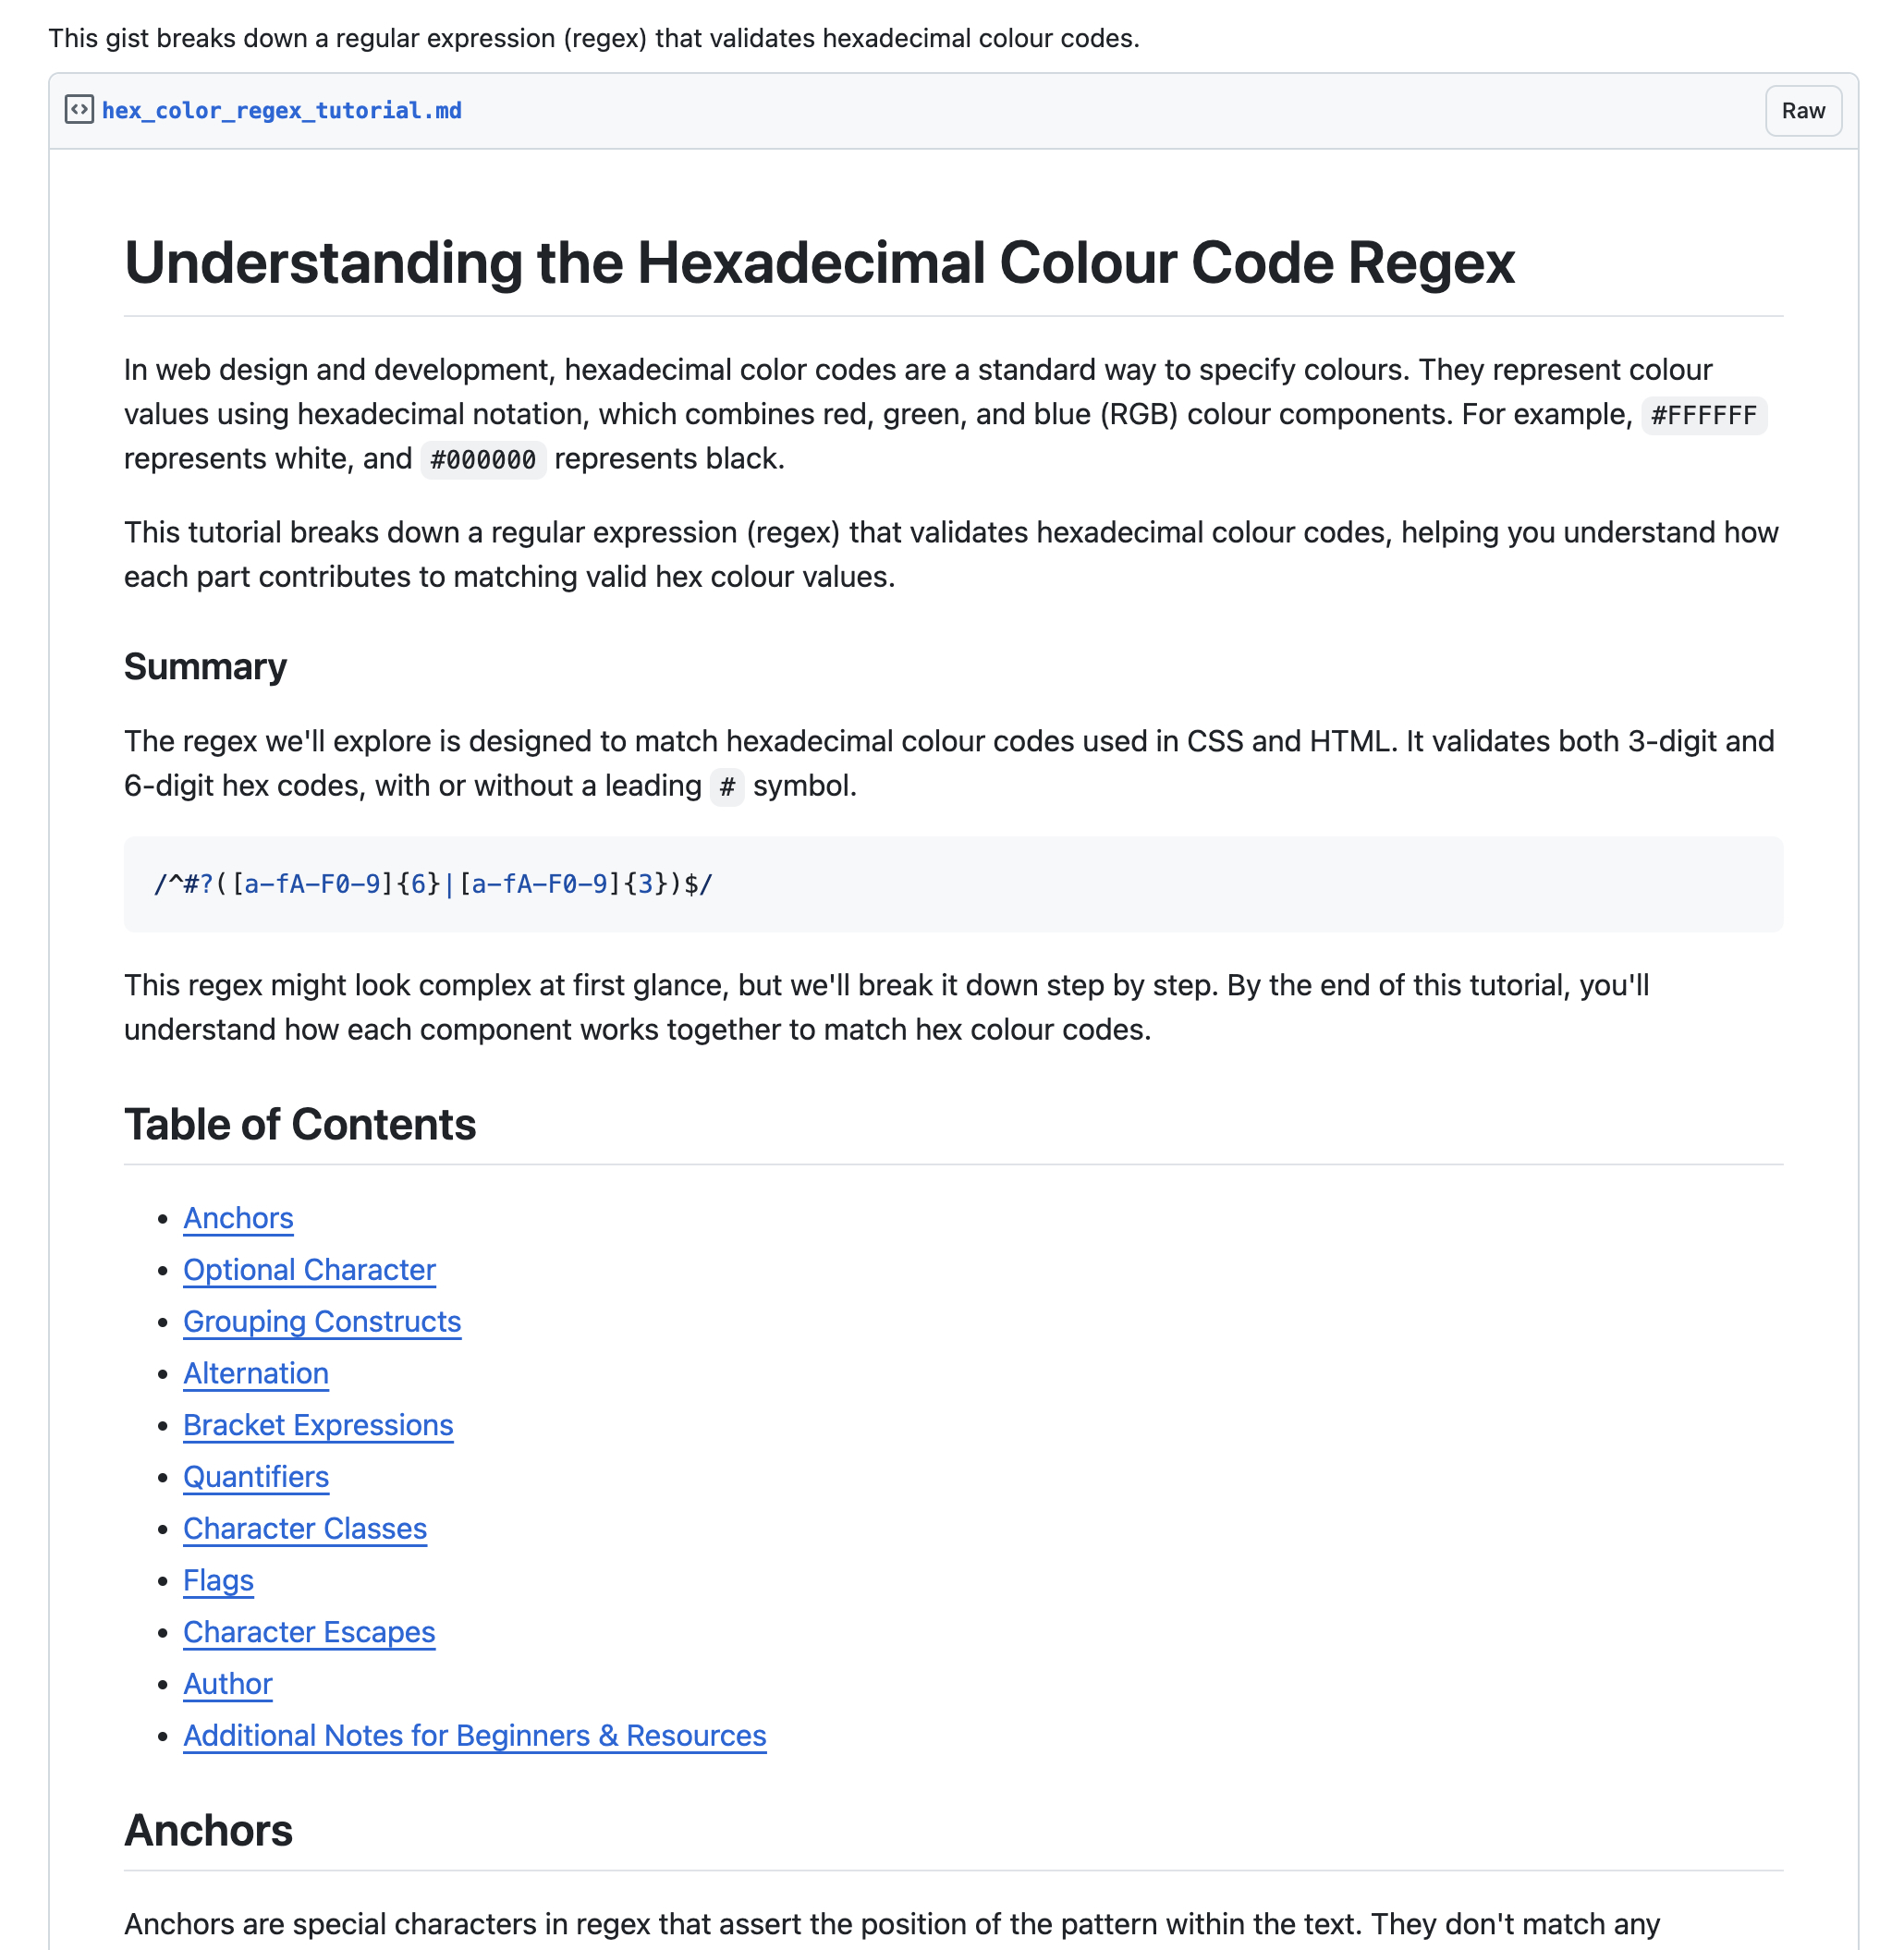 This gist breaks down a regular expression (regex) that validates hexadecimal colour codes.
hex_color_regex_tutorial.md
Raw
Understanding the Hexadecimal Colour Code Regex
In web design and development, hexadecimal color codes are a standard way to specify colours. They represent colour
values using hexadecimal notation, which combines red, green, and blue (RGB) colour components. For example, #FFFFFF
represents white, and #000000 represents black.
This tutorial breaks down a regular expression (regex) that validates hexadecimal colour codes, helping you understand how
each part contributes to matching valid hex colour values.
Summary
The regex we'll explore is designed to match hexadecimal colour codes used in CSS and HTML. It validates both 3-digit and
6-digit hex codes, with or without a leading # symbol.
/^#?([a-fA-F0-9]{6}|[a-fA-F0-9]{3})$/
This regex might look complex at first glance, but we'll break it down step by step. By the end of this tutorial, you'll
understand how each component works together to match hex colour codes.
Table of Contents
• Anchors
• Optional Character
• Grouping Constructs
• Alternation
• Bracket Expressions
• Quantifiers
• Character Classes
• Flags
• Character Escapes
• Author
• Additional Notes for Beginners & Resources
Anchors
Anchors are special characters in regex that assert the position of the pattern within the text. They don't match any